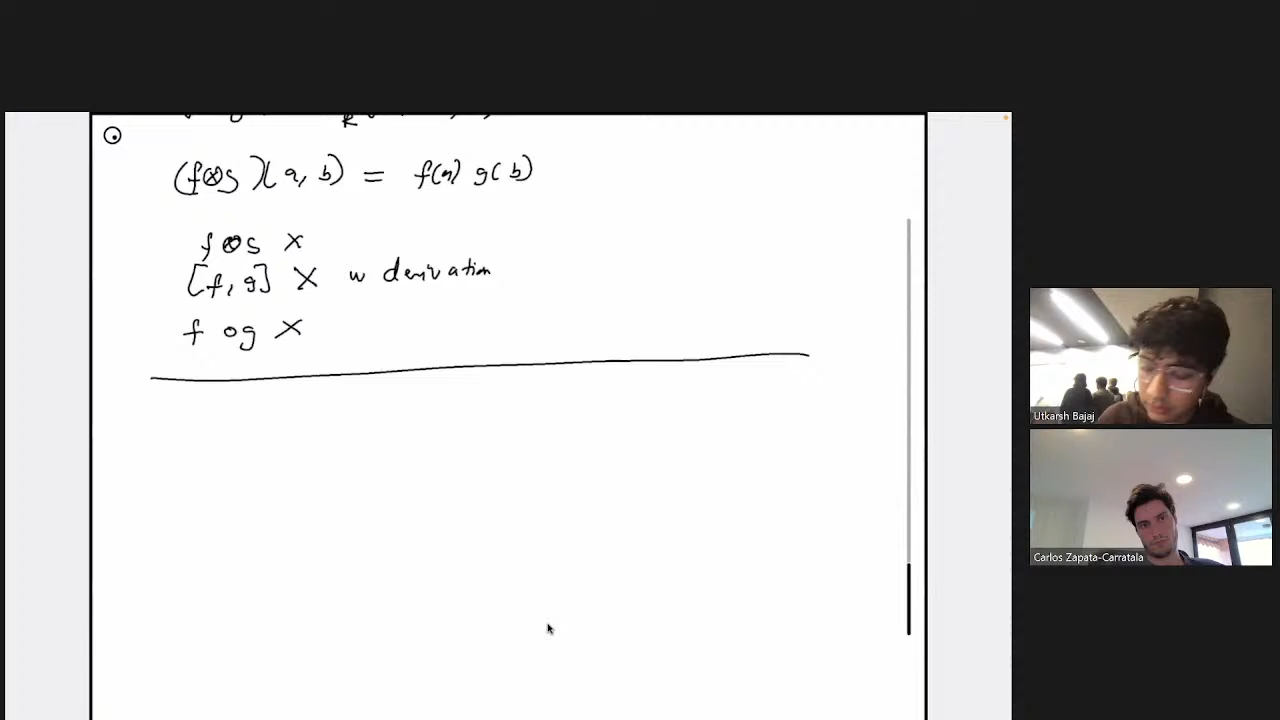 (f⊗g)(a, b) = f(a) g(b)
f⊗g X
[f, g] X w derivation
f o g X
Utkarsh Bajaj
Carlos Zapata-Carratala